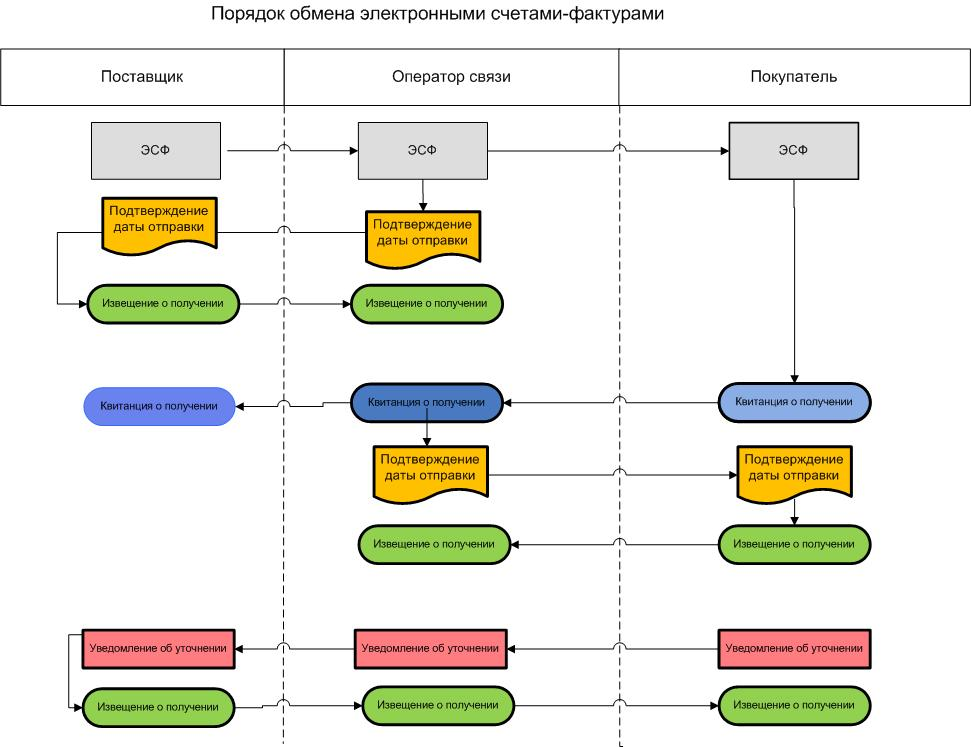 Порядок обмена электронными счетами-фактурами
Поставщик
Оператор связи
Покупатель
ЭСФ
ЭСФ
ЭСФ
Подтверждение
даты отправки
Подтверждение
даты отправки
Извещение о получении
Извещение о получении
Квитанция о получении
Квитанция о получении
Квитанция о получении
Подтверждение
даты отправки
Подтверждение
даты отправки
Извещение о получении
Извещение о получении
Уведомление об уточнении
Уведомление об уточнении
Уведомление об уточнении
Извещение о получении
Извещение о получении
Извещение о получении